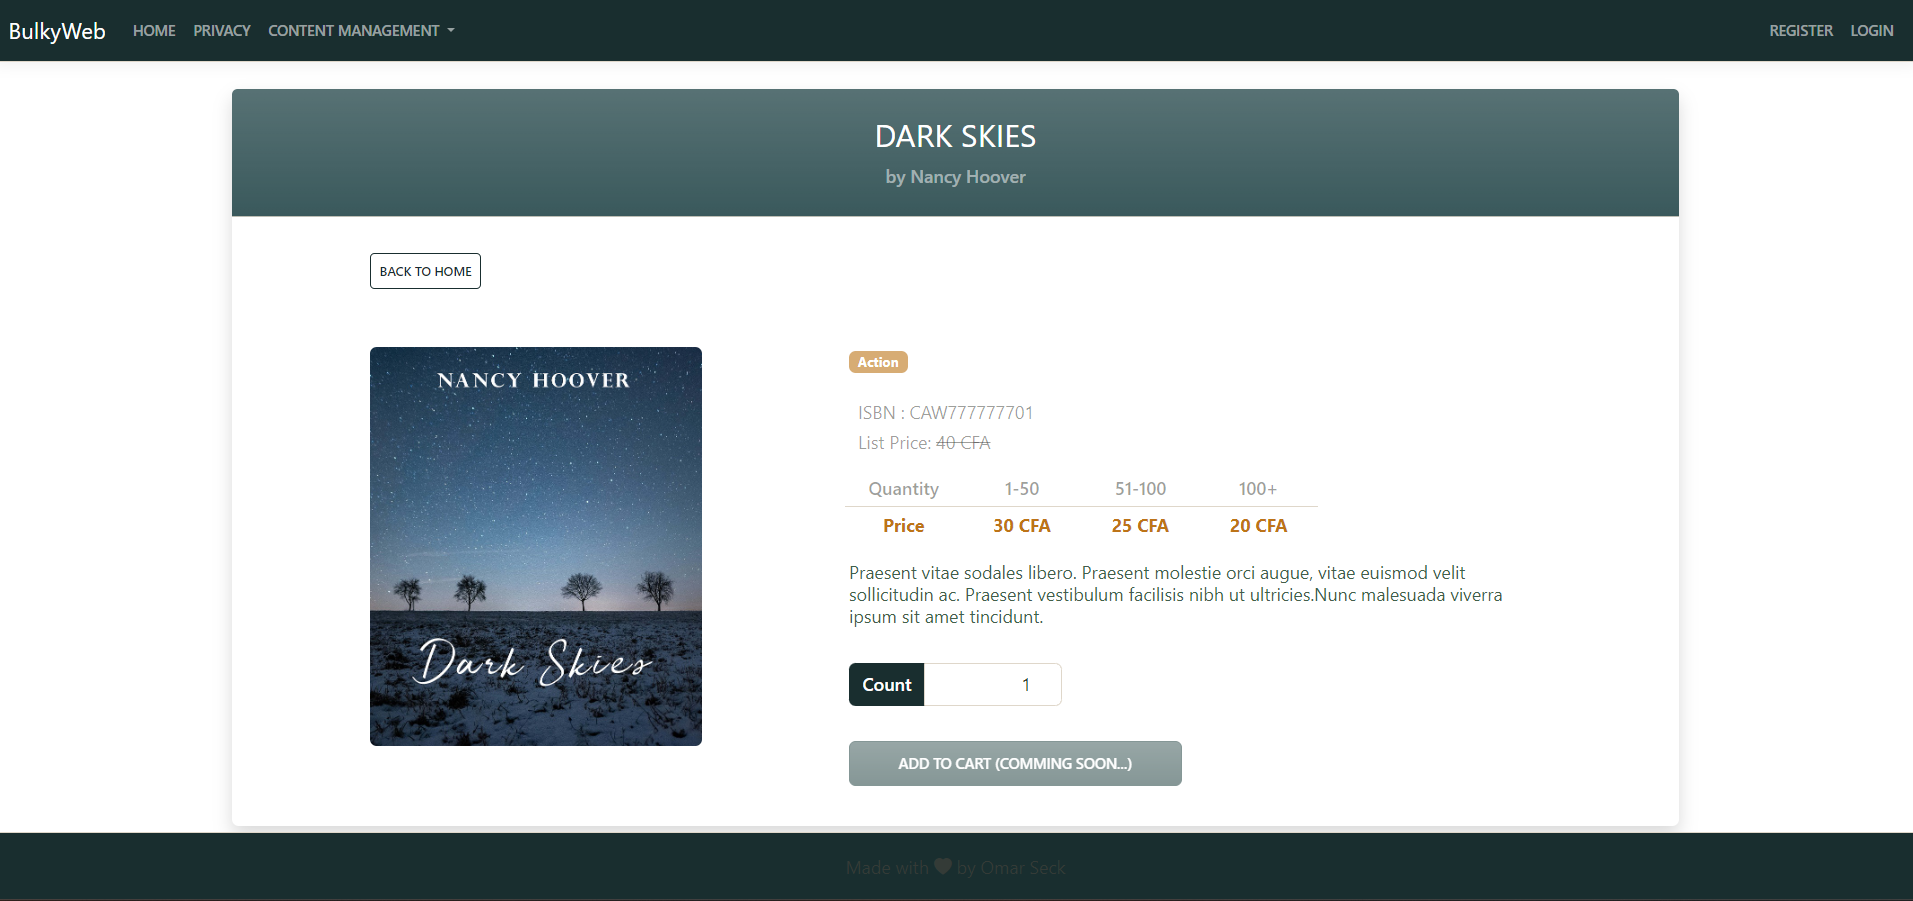 BulkyWeb HOME PRIVACY CONTENT MANAGEMENT REGISTER LOGIN
DARK SKIES
by Nancy Hoover
BACK TO HOME
NANCY HOOVER
Dark Skies
Action
ISBN : CAW777777701
List Price: 40 CFA
Quantity 1-50 51-100 100+
Price 30 CFA 25 CFA 20 CFA
Praesent vitae sodales libero. Praesent molestie orci augue, vitae euismod velit
sollicitudin ac. Praesent vestibulum facilisis nibh ut ultricies.Nunc malesuada viverra
ipsum sit amet tincidunt.
Count 1
ADD TO CART (COMMING SOON...)
Made with ♥ by Omar Seck